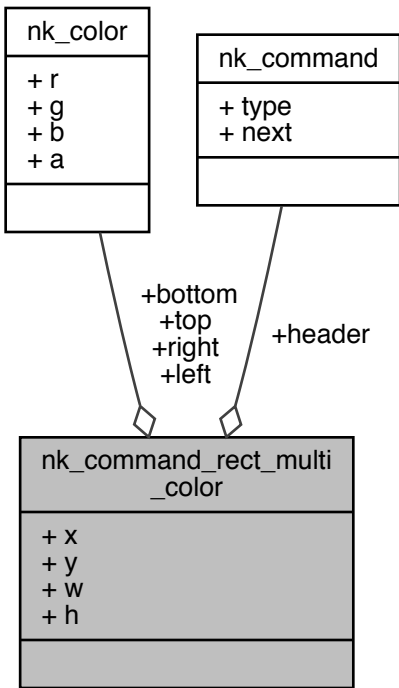 nk_color
+ r
+ g
+ b
+ a
nk_command
+ type
+ next
+bottom
+top
+right
+left
+header
nk_command_rect_multi
_color
+ x
+ y
+ w
+ h